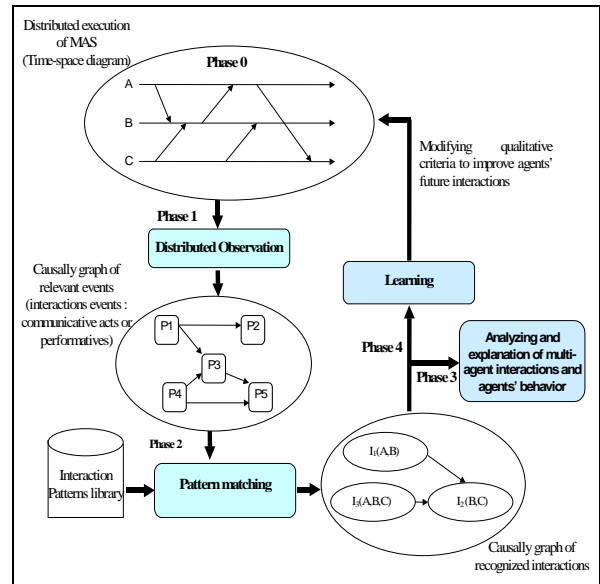 Distributed execution
of MAS
(Time-space diagram)
Phase 0
A
B
C
Modifying qualitative
criteria to improve agents'
future interactions
Phase 1
Distributed Observation
Learning
Causally graph of
relevant events
(interactions events :
communicative acts or
performatives)
P1
P2
P3
P4
P5
Phase 4
Phase 3
Analyzing and
explanation of multi-
agent interactions and
agents' behavior
Phase 2
Interaction
Patterns library
Pattern matching
I₁(A,B)
I₃(A,B,C)
I₂(B,C)
Causally graph of
recognized interactions